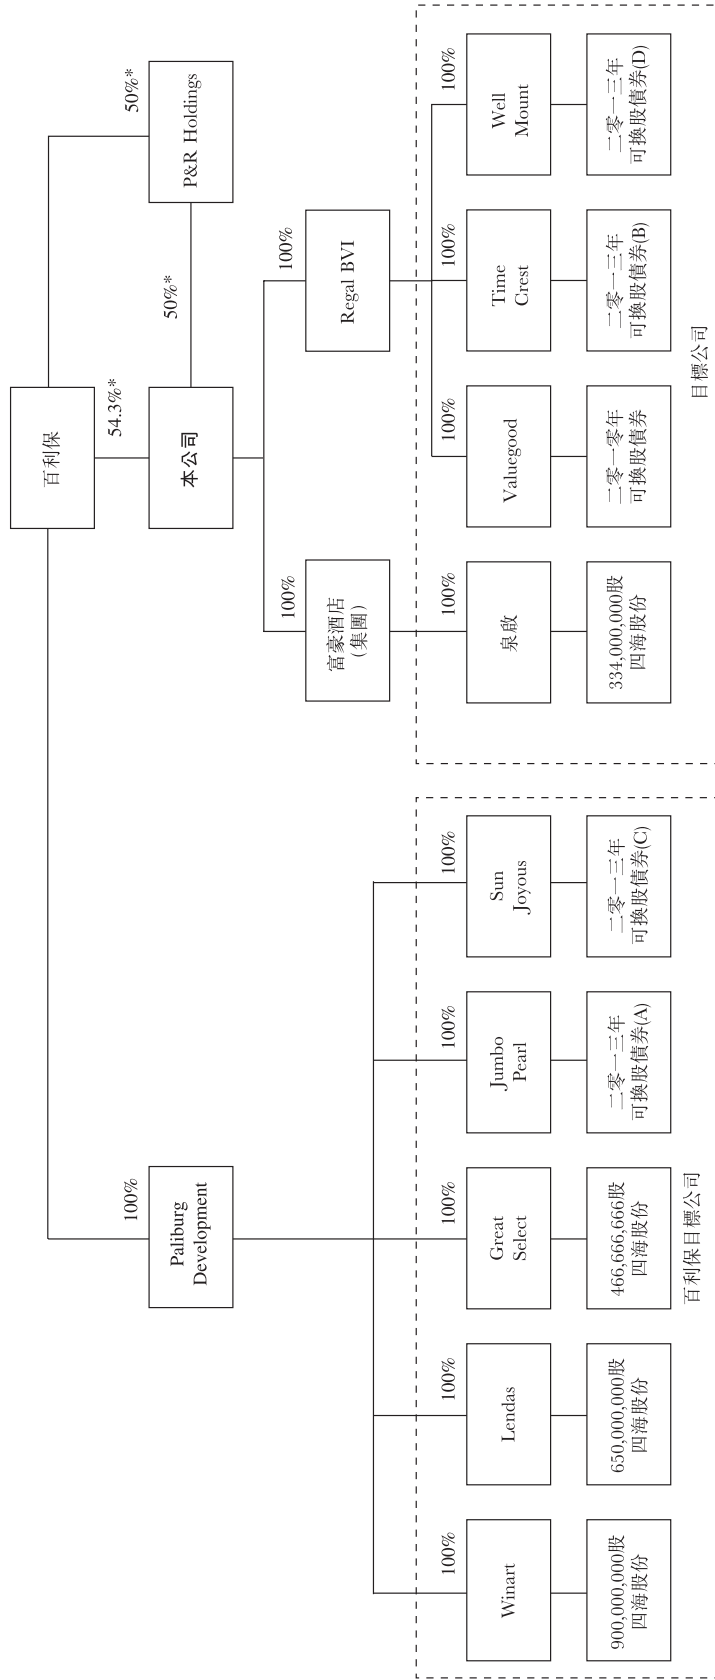 百利保
54.3%*
50%*
100%
Paliburg
Development
本公司
50%*
P&R Holdings
100%
富豪酒店
(集團)
100%
Regal BVI
100%
Winart
100%
Lendas
100%
Great
Select
100%
Jumbo
Pearl
100%
Sun
Joyous
100%
泉啟
100%
Valuegood
100%
Time
Crest
100%
Well
Mount
900,000,000股
四海股份
650,000,000股
四海股份
466,666,666股
四海股份
二零一三年
可換股債券(A)
二零一三年
可換股債券(C)
334,000,000股
四海股份
二零一零年
可換股債券
二零一三年
可換股債券(B)
二零一三年
可換股債券(D)
百利保目標公司
目標公司